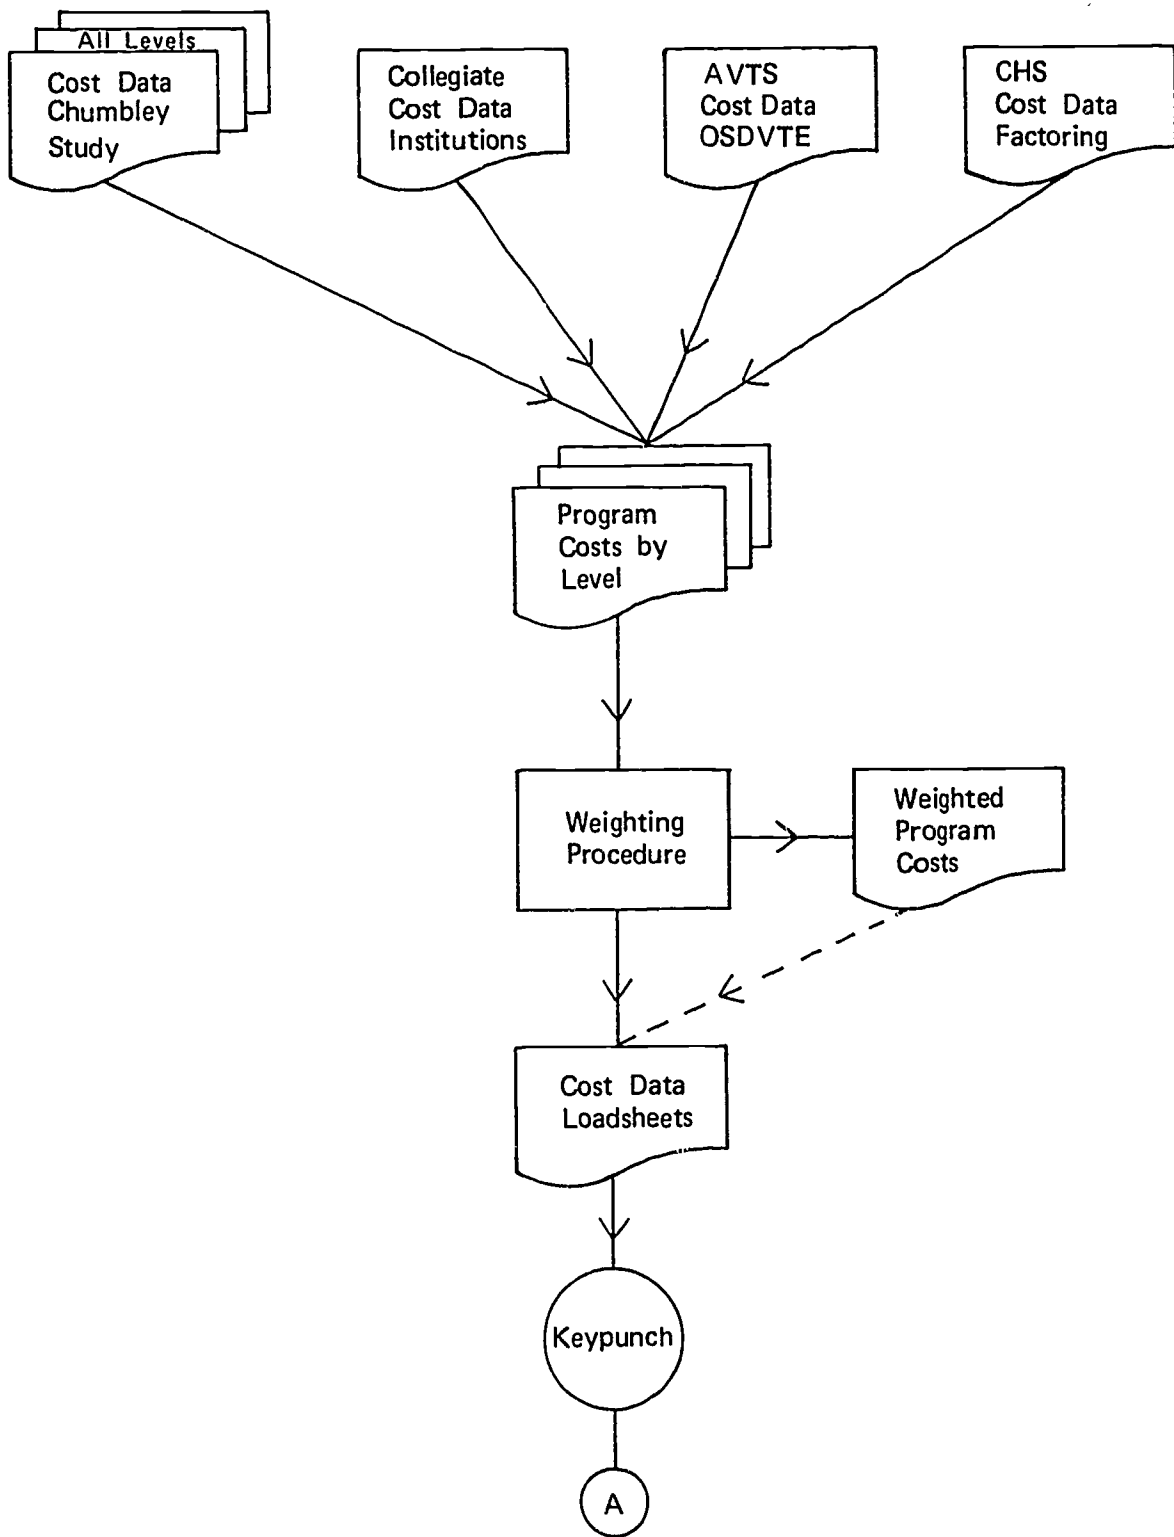 All Levels
Cost Data
Chumbley
Study
Collegiate
Cost Data
Institutions
AVTS
Cost Data
OSDVTE
CHS
Cost Data
Factoring
Program
Costs by
Level
Weighting
Procedure
Weighted
Program
Costs
Cost Data
Loadsheets
Keypunch
A